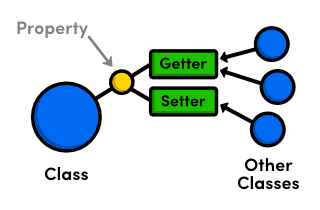 Property
Getter
Setter
Class
Other
Classes